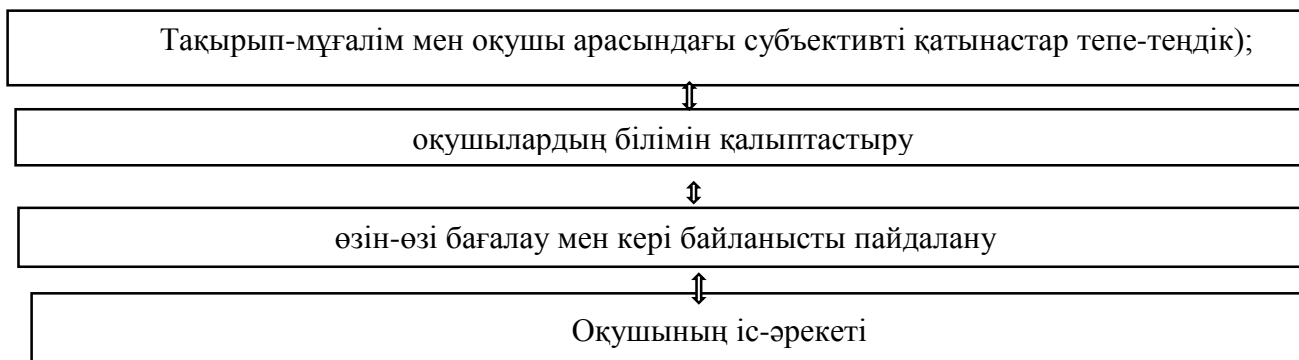 Тақырып-мұғалім мен оқушы арасындағы субъективті қатынастар тепе-теңдік);
оқушылардың білімін қалыптастыру
өзін-өзі бағалау мен кері байланысты пайдалану
Оқушының іс-әрекеті